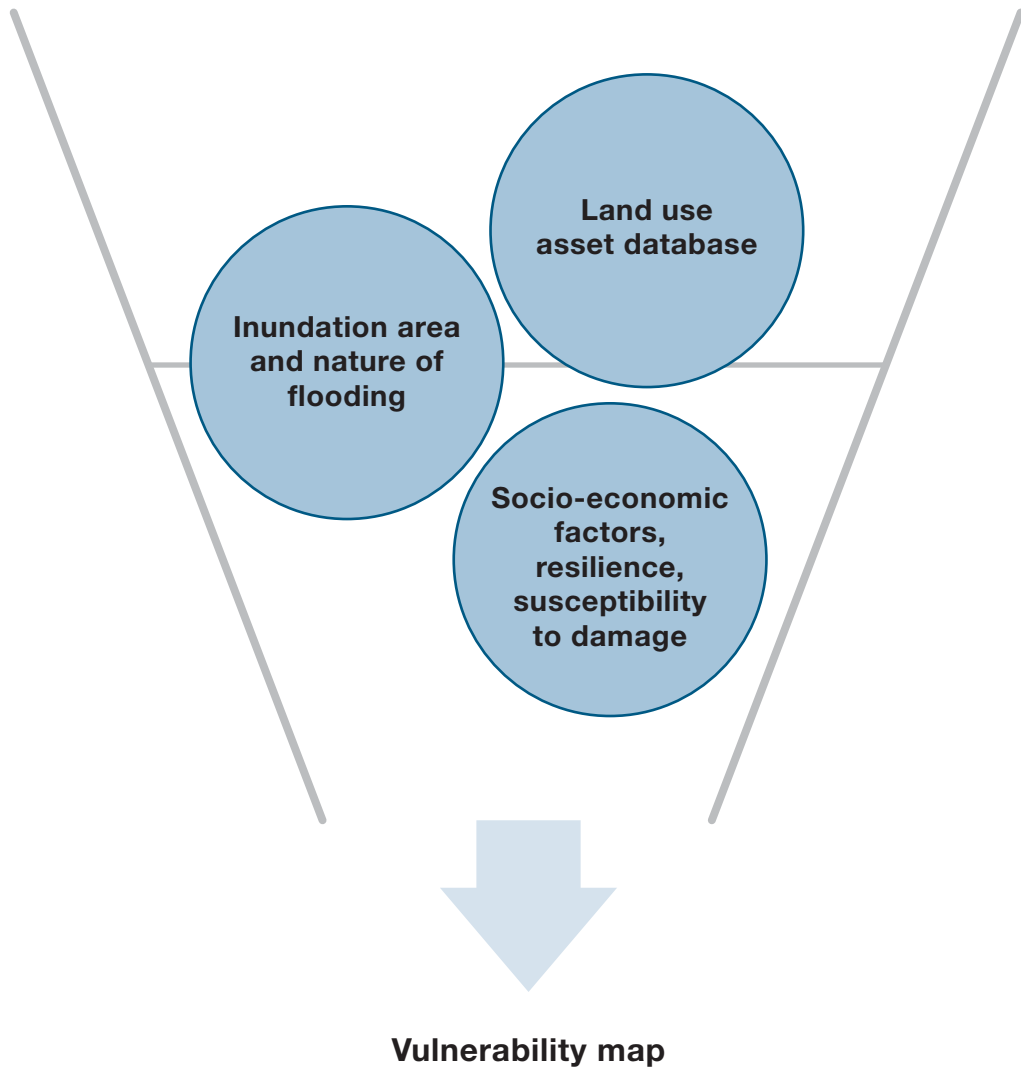 Land use
asset database
Inundation area
and nature of
flooding
Socio-economic
factors,
resilience,
susceptibility
to damage
Vulnerability map